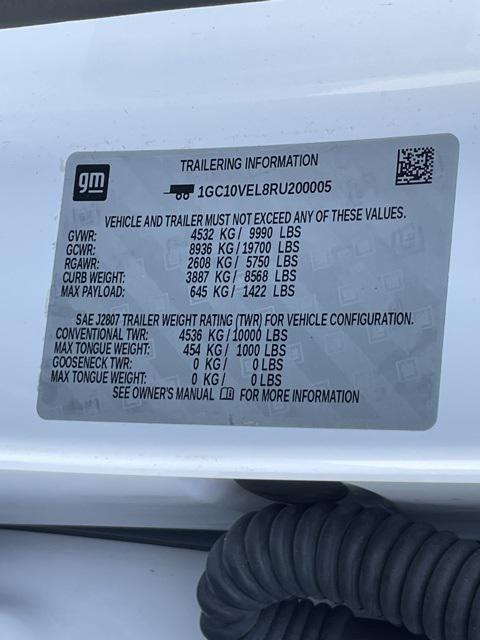 gm
TRAILERING INFORMATION
1GC10VEL8RU200005
VEHICLE AND TRAILER MUST NOT EXCEED ANY OF THESE VALUES.
GVWR: 4532 KG / 9990 LBS
GCWR: 8936 KG / 19700 LBS
RGAWR: 2608 KG / 5750 LBS
CURB WEIGHT: 3887 KG / 8568 LBS
MAX PAYLOAD: 645 KG / 1422 LBS
SAE J2807 TRAILER WEIGHT RATING (TWR) FOR VEHICLE CONFIGURATION.
CONVENTIONAL TWR: 4536 KG / 10000 LBS
MAX TONGUE WEIGHT: 454 KG / 1000 LBS
GOOSENECK TWR: 0 KG / 0 LBS
MAX TONGUE WEIGHT: 0 KG / 0 LBS
SEE OWNER'S MANUAL FOR MORE INFORMATION